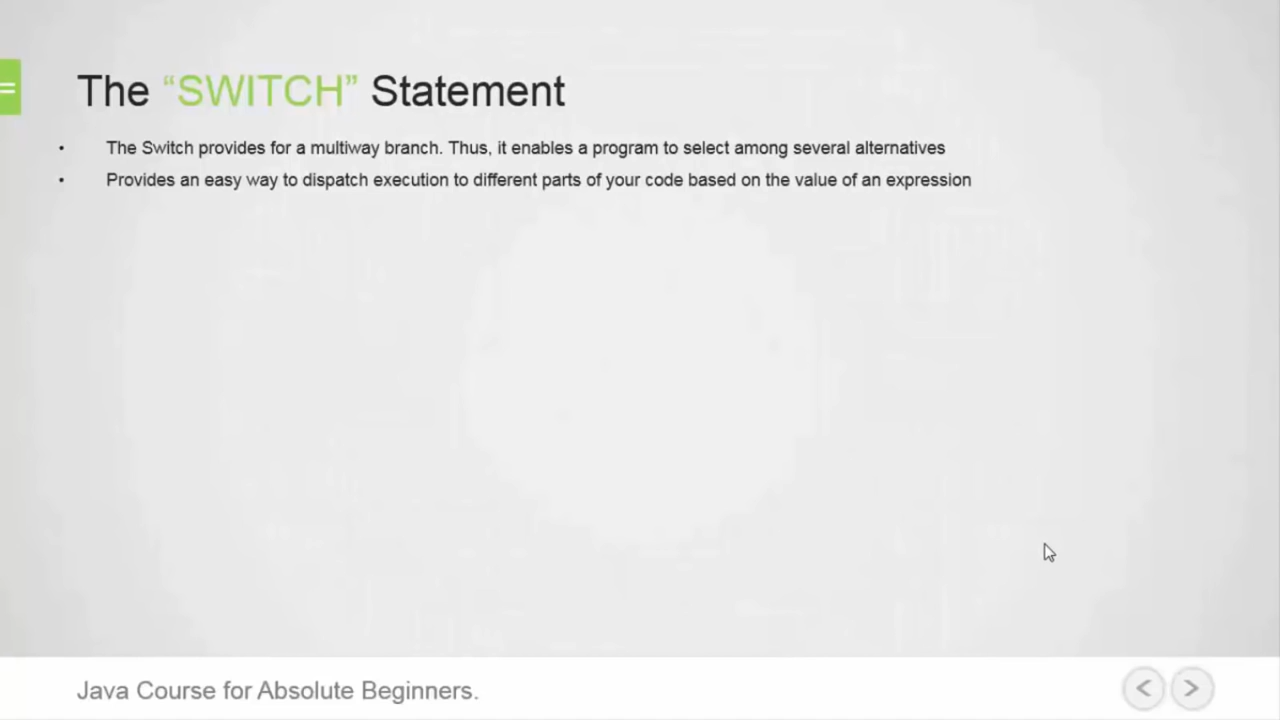 The “SWITCH” Statement
• The Switch provides for a multiway branch. Thus, it enables a program to select among several alternatives
• Provides an easy way to dispatch execution to different parts of your code based on the value of an expression
Java Course for Absolute Beginners.